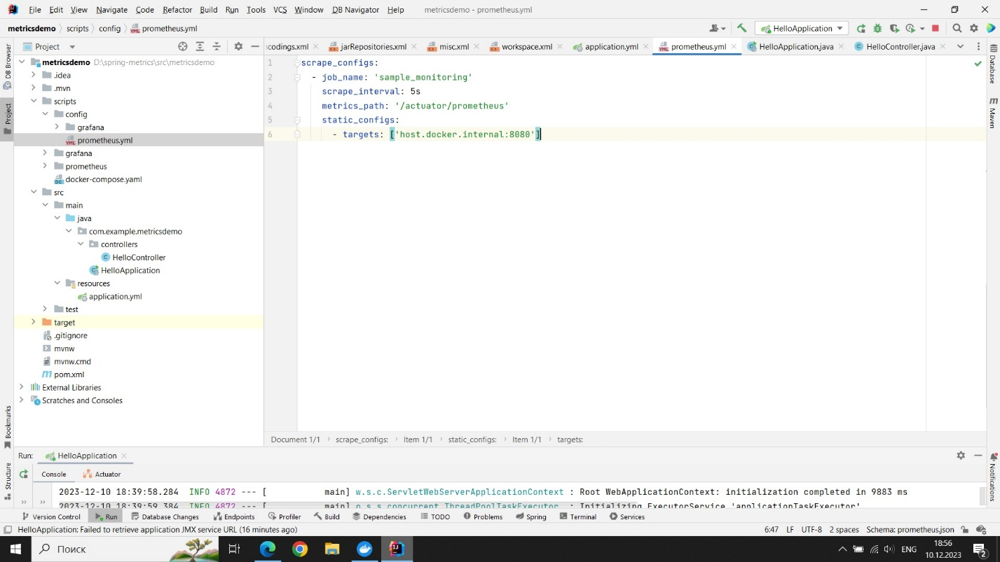 File Edit View Navigate Code Refactor Build Run Tools VCS Window DB Navigator Help metricsdemo - prometheus.yml
metricsdemo scripts config prometheus.yml HelloApplication
Project
ncodings.xml jarRepositories.xml misc.xml workspace.xml application.yml prometheus.yml HelloApplication.java HelloController.java
DB Browser
Project
Bookmarks
Structure
metricsdemo D:\spring-metrics\src\metricsdemo
.idea
.mvn
scripts
config
grafana
prometheus.yml
grafana
prometheus
docker-compose.yaml
src
main
java
com.example.metricsdemo
controllers
HelloController
HelloApplication
resources
application.yml
test
target
.gitignore
mvnw
mvnw.cmd
pom.xml
External Libraries
Scratches and Consoles
1 scrape_configs:
2 - job_name: 'sample_monitoring'
3 scrape_interval: 5s
4 metrics_path: '/actuator/prometheus'
5 static_configs:
6 - targets: ['host.docker.internal:8080']
Database
Maven
Notifications
Document 1/1 › scrape_configs: › Item 1/1 › static_configs: › Item 1/1 › targets:
Run: HelloApplication
Console Actuator
2023-12-10 18:39:58.284 INFO 4872 --- [ main] w.s.c.ServletWebServerApplicationContext : Root WebApplicationContext: initialization completed in 9883 ms
2023-12-10 18:39:59.384 INFO 4872 --- [ main] o.s.s.concurrent.ThreadPoolTaskExecutor : Initializing ExecutorService 'applicationTaskExecutor'
Version Control Run Database Changes Endpoints Profiler Build Dependencies TODO Problems Spring Terminal Services
HelloApplication: Failed to retrieve application JMX service URL (16 minutes ago) 6:47 LF UTF-8 2 spaces Schema: prometheus.json
Поиск ENG 18:56
10.12.2023 2